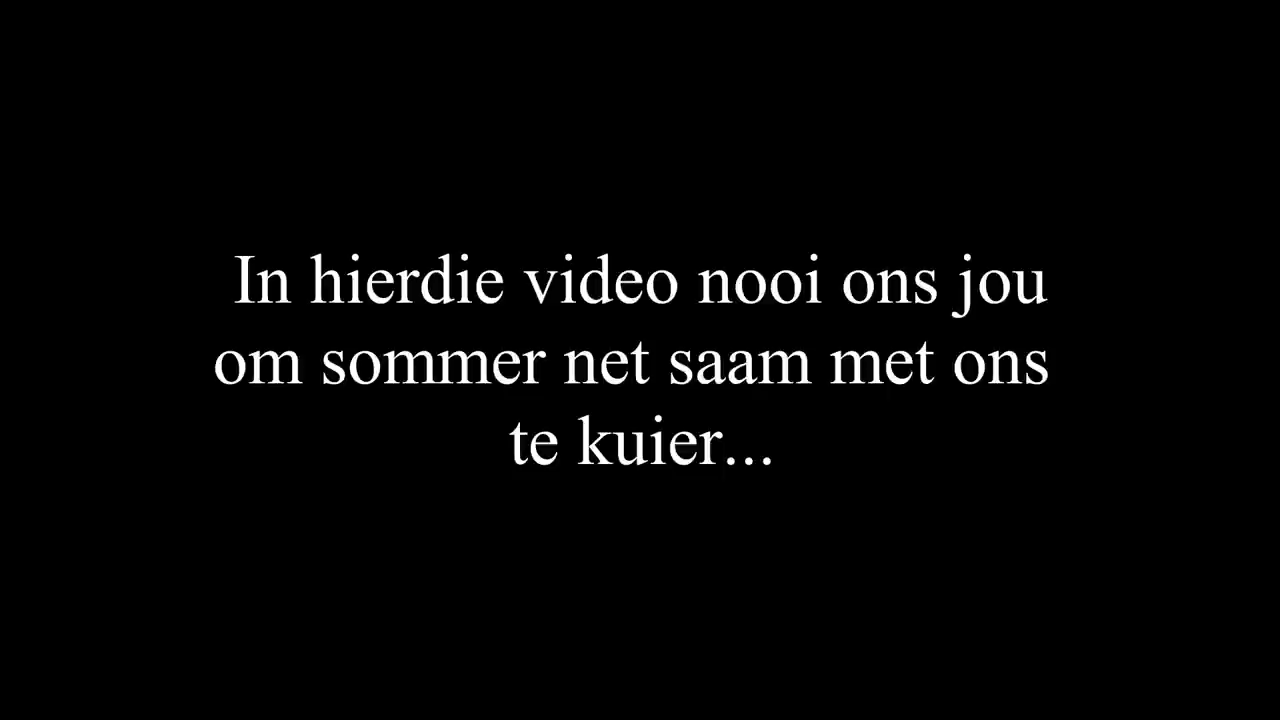 In hierdie video nooi ons jou
om sommer net saam met ons
te kuier...